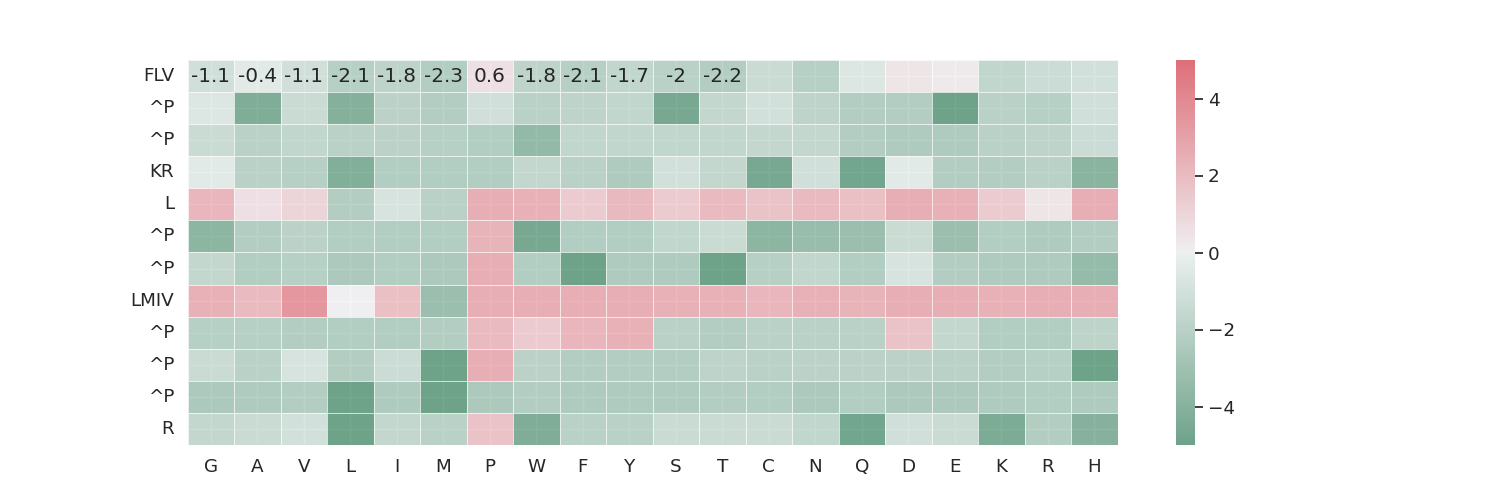 FLV -1.1 -0.4 -1.1 -2.1 -1.8 -2.3 0.6 -1.8 -2.1 -1.7 -2 -2.2
^P
^P
KR
L
^P
^P
LMIV
^P
^P
^P
R
G A V L I M P W F Y S T C N Q D E K R H
4
2
0
−2
−4